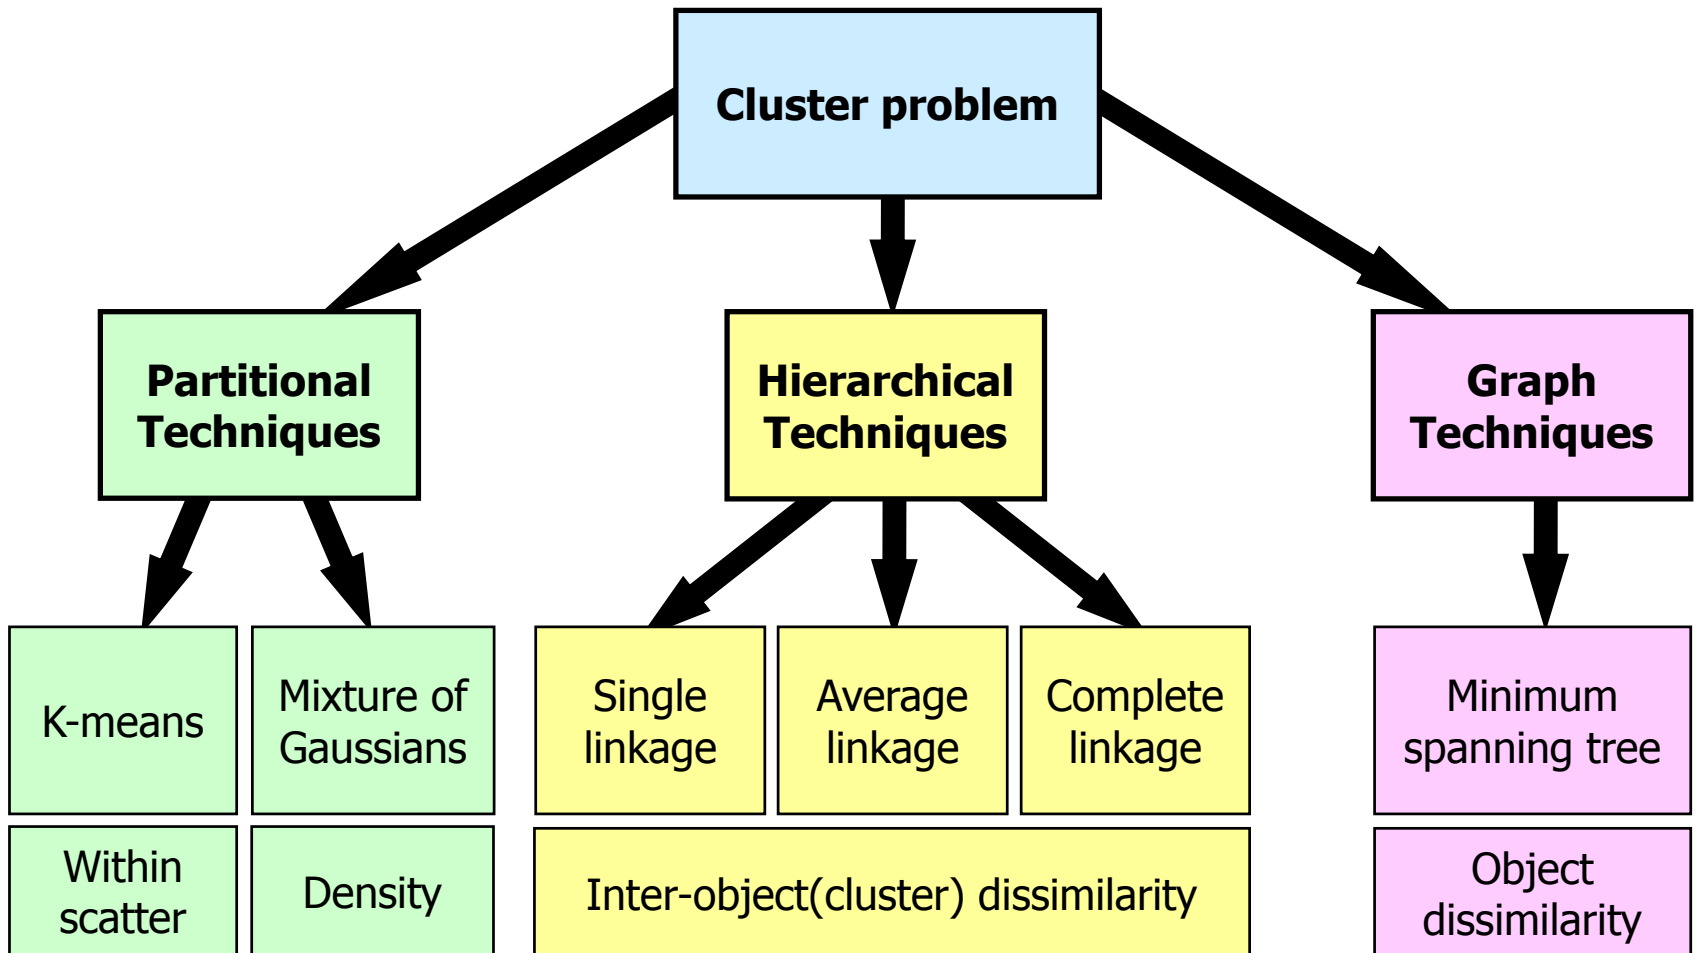 Cluster problem
Partitional
Techniques
Hierarchical
Techniques
Graph
Techniques
K-means
Mixture of
Gaussians
Single
linkage
Average
linkage
Complete
linkage
Minimum
spanning tree
Within
scatter
Density
Inter-object(cluster) dissimilarity
Object
dissimilarity